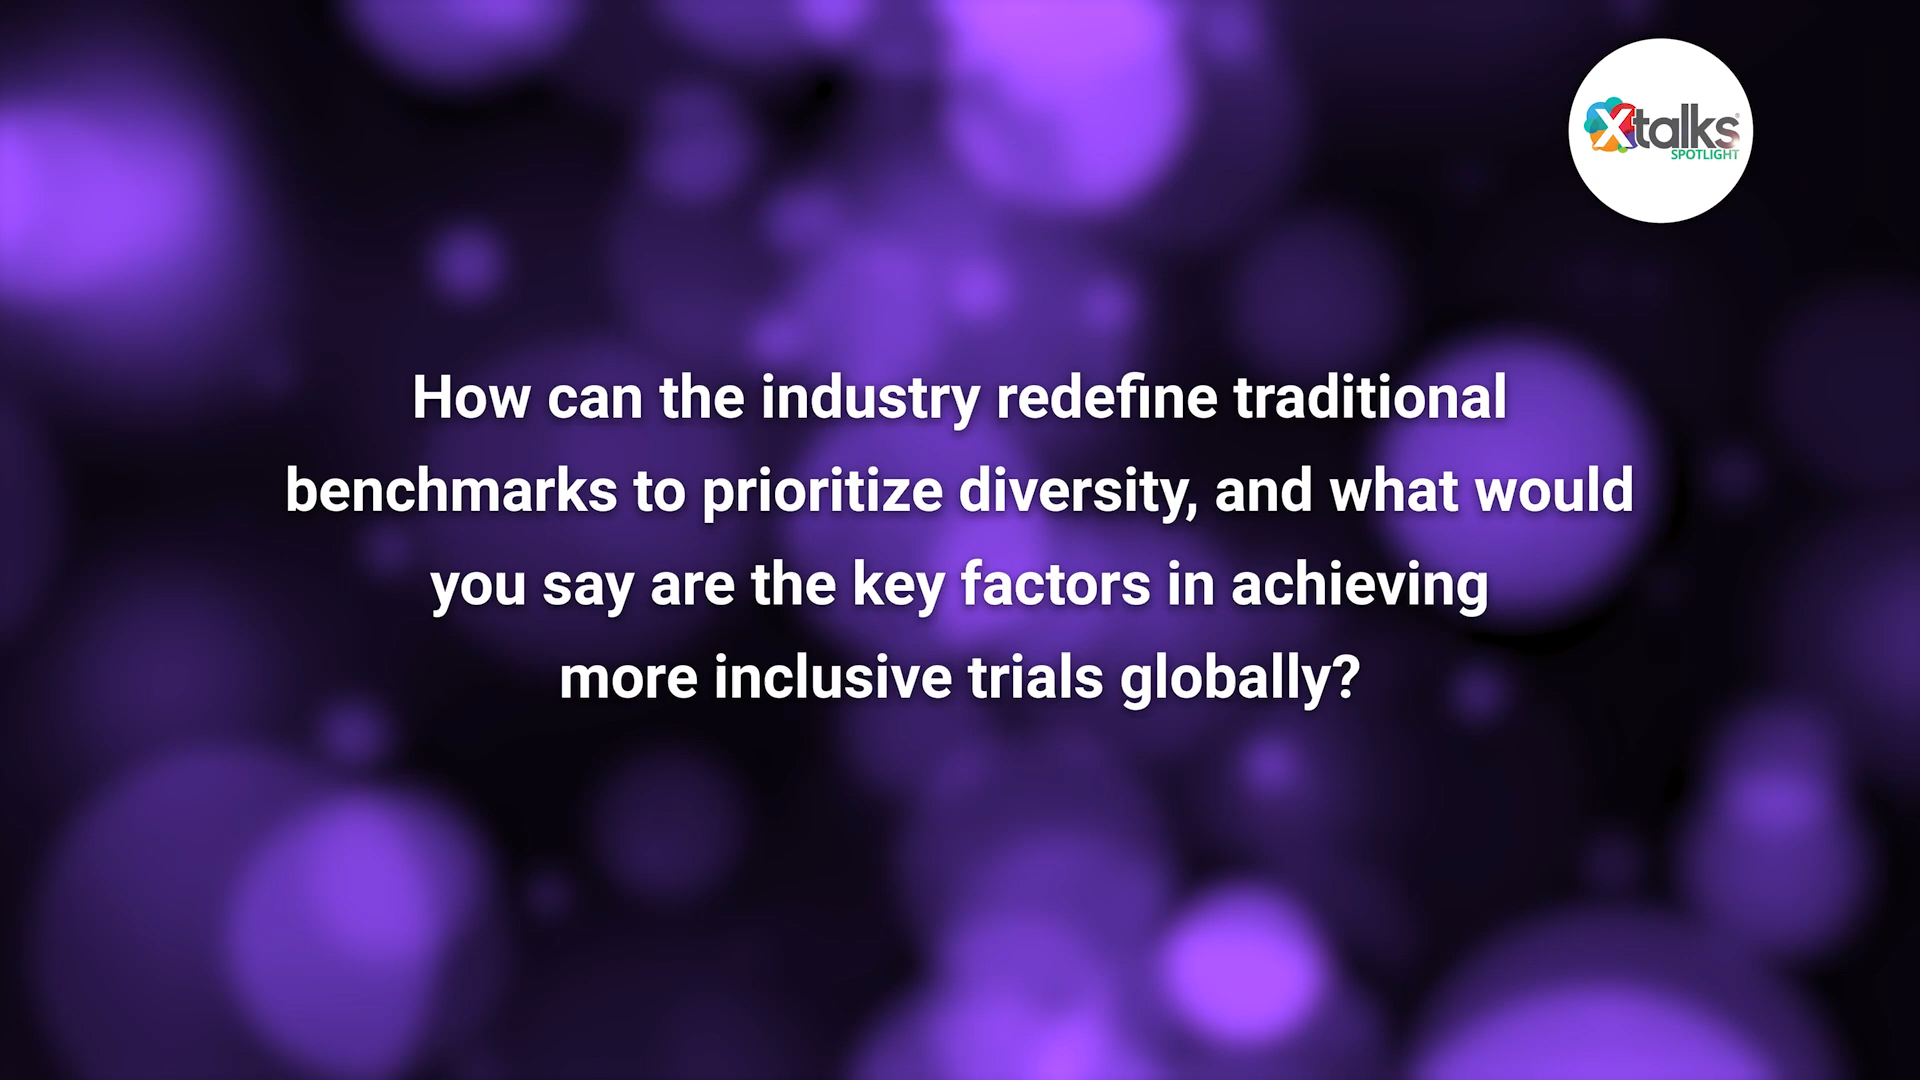 Xtalks
SPOTLIGHT
How can the industry redefine traditional
benchmarks to prioritize diversity, and what would
you say are the key factors in achieving
more inclusive trials globally?